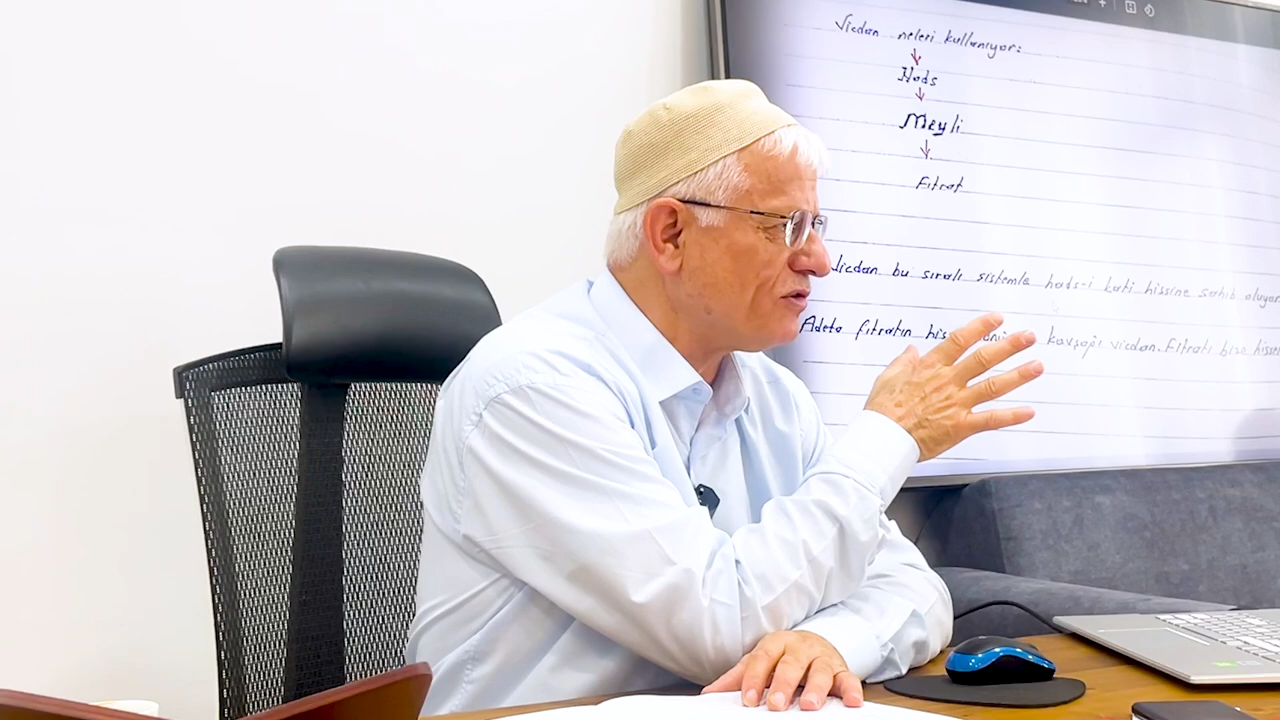 Vicdan neleri kullanıyor:
Hads
Meyli
Fıtrat
Vicdan bu sıralı sistemle hads-i kati hissine sahib oluyor
Adeta fıtratın his kavşağı vicdan. Fıtratı bize